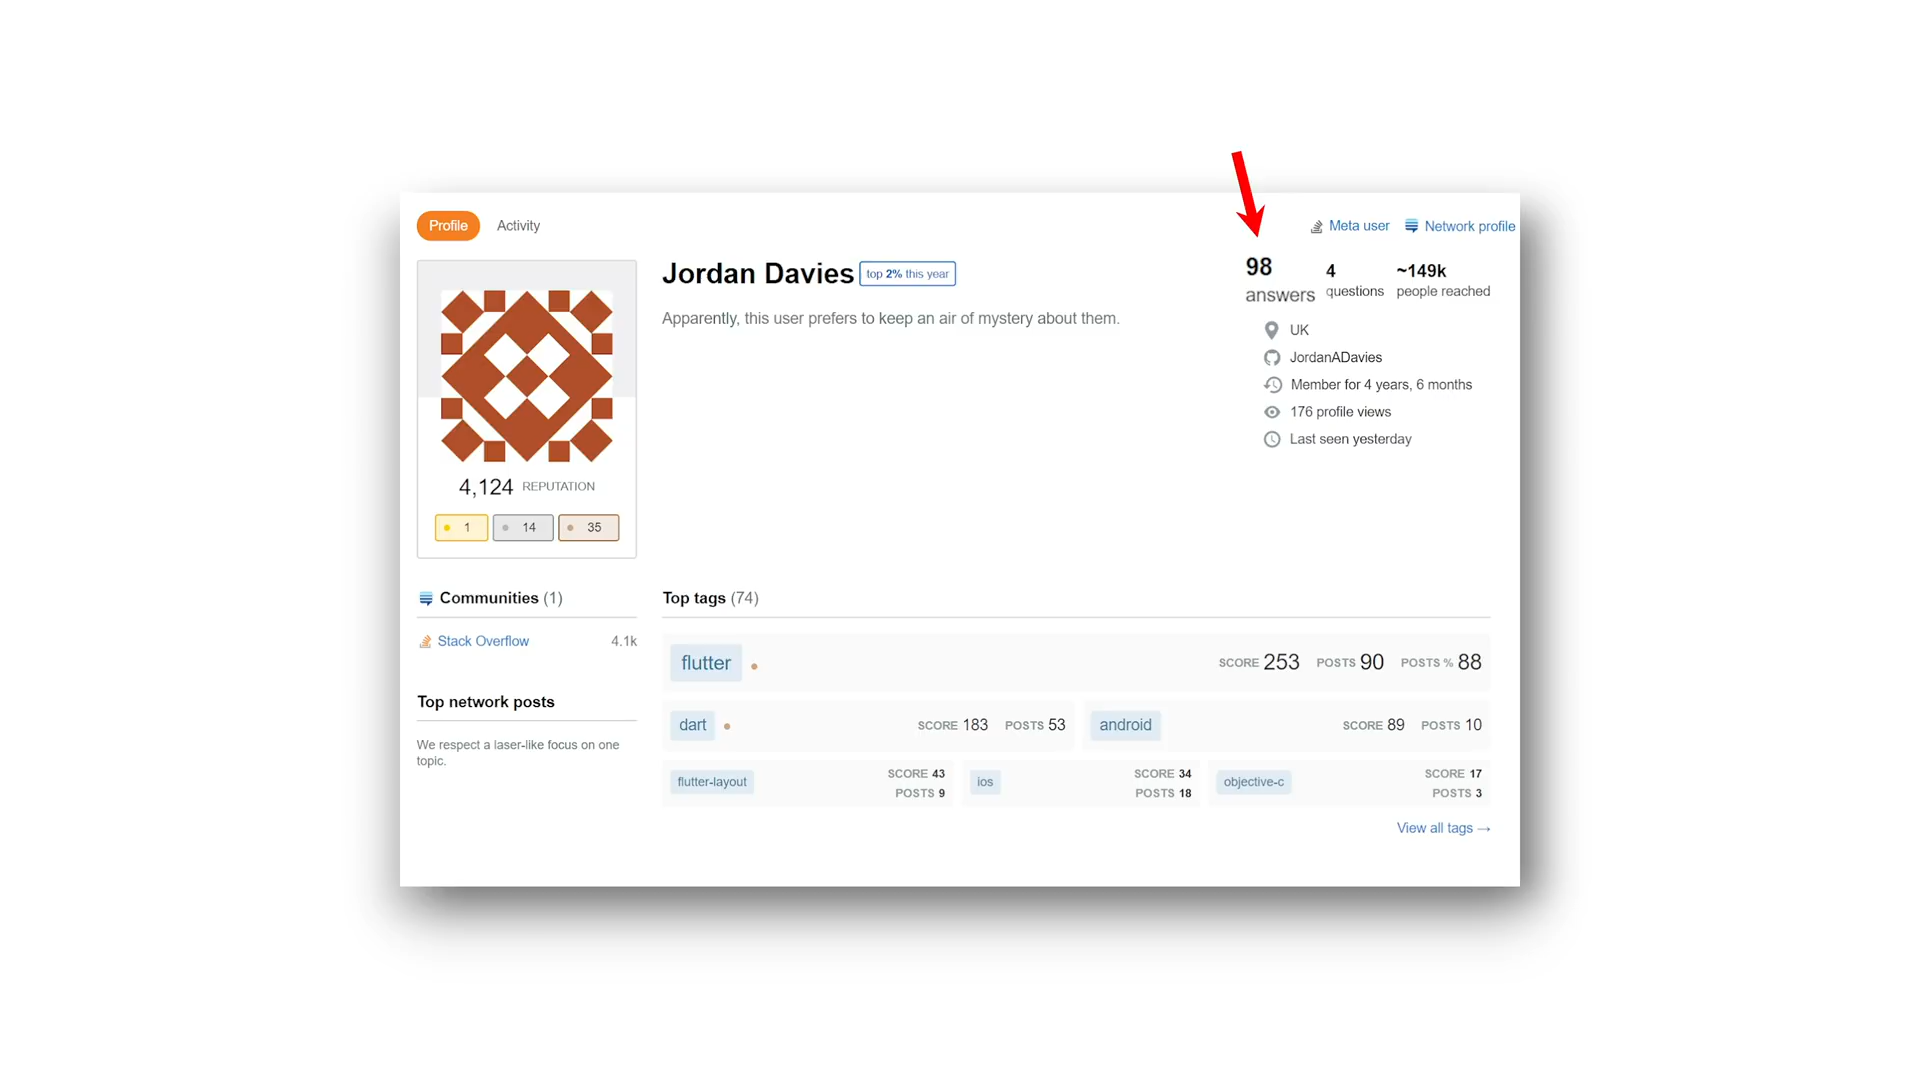 Profile
Activity
Meta user
Network profile
Jordan Davies
top 2% this year
Apparently, this user prefers to keep an air of mystery about them.
98
answers
4
questions
~149k
people reached
UK
JordanADavies
Member for 4 years, 6 months
176 profile views
Last seen yesterday
4,124 REPUTATION
1
14
35
Communities (1)
Stack Overflow 4.1k
Top network posts
We respect a laser-like focus on one
topic.
Top tags (74)
flutter SCORE 253 POSTS 90 POSTS % 88
dart SCORE 183 POSTS 53
android SCORE 89 POSTS 10
flutter-layout SCORE 43
POSTS 9
ios SCORE 34
POSTS 18
objective-c SCORE 17
POSTS 3
View all tags →